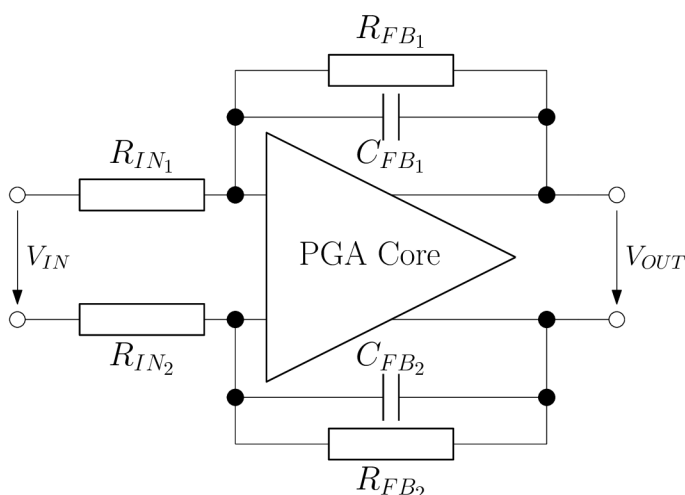 R_{FB_1}
C_{FB_1}
R_{IN_1}
V_{IN}
PGA Core
V_{OUT}
R_{IN_2}
C_{FB_2}
R_{FB_2}